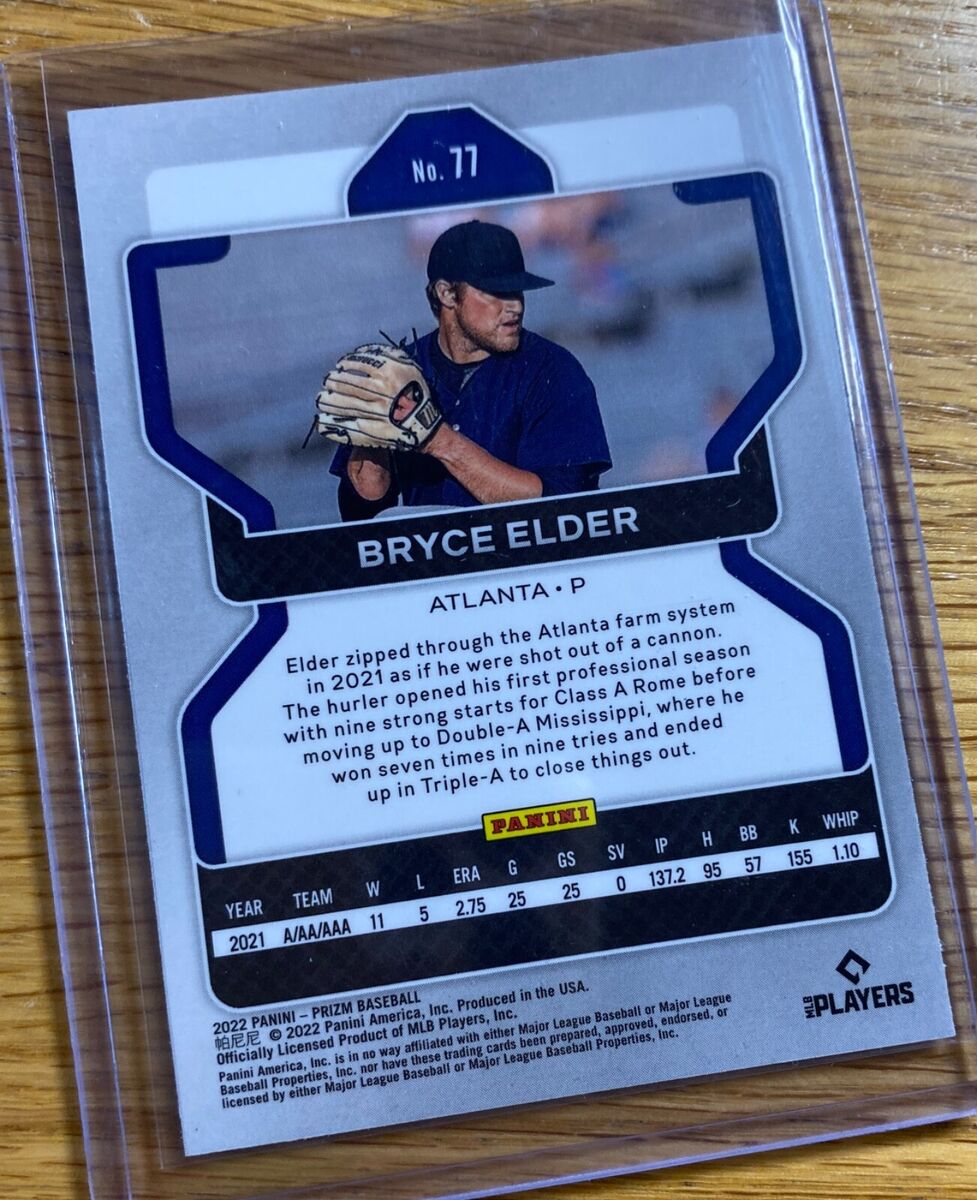 No. 77
BRYCE ELDER
ATLANTA • P
Elder zipped through the Atlanta farm system
in 2021 as if he were shot out of a cannon.
The hurler opened his first professional season
with nine strong starts for Class A Rome before
moving up to Double-A Mississippi, where he
won seven times in nine tries and ended
up in Triple-A to close things out.
PANINI
YEAR TEAM W L ERA G GS SV IP H BB K WHIP
2021 A/AA/AAA 11 5 2.75 25 25 0 137.2 95 57 155 1.10
2022 PANINI – PRIZM BASEBALL
帕尼尼 © 2022 Panini America, Inc. Produced in the USA.
Officially Licensed Product of MLB Players, Inc.
Panini America, Inc. is in no way affiliated with either Major League Baseball or Major League
Baseball Properties, Inc. nor have these trading cards been prepared, approved, endorsed, or
licensed by either Major League Baseball or Major League Baseball Properties, Inc.
MLB PLAYERS